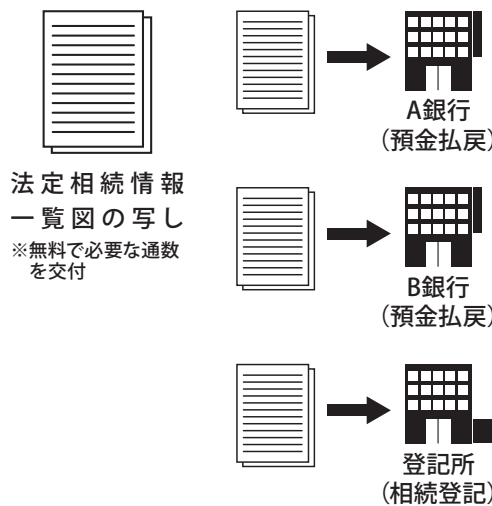 法定相続情報
一覧図の写し
※無料で必要な通数
を交付
A銀行
（預金払戻）
B銀行
（預金払戻）
登記所
（相続登記）